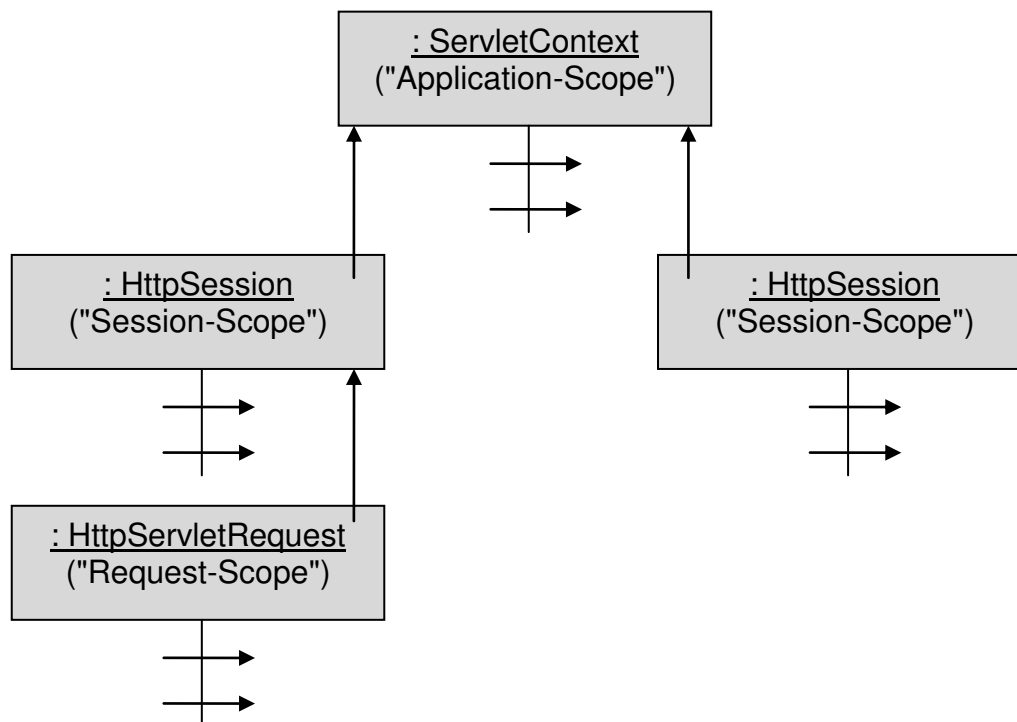 : ServletContext
("Application-Scope")
: HttpSession
("Session-Scope")
: HttpSession
("Session-Scope")
: HttpServletRequest
("Request-Scope")